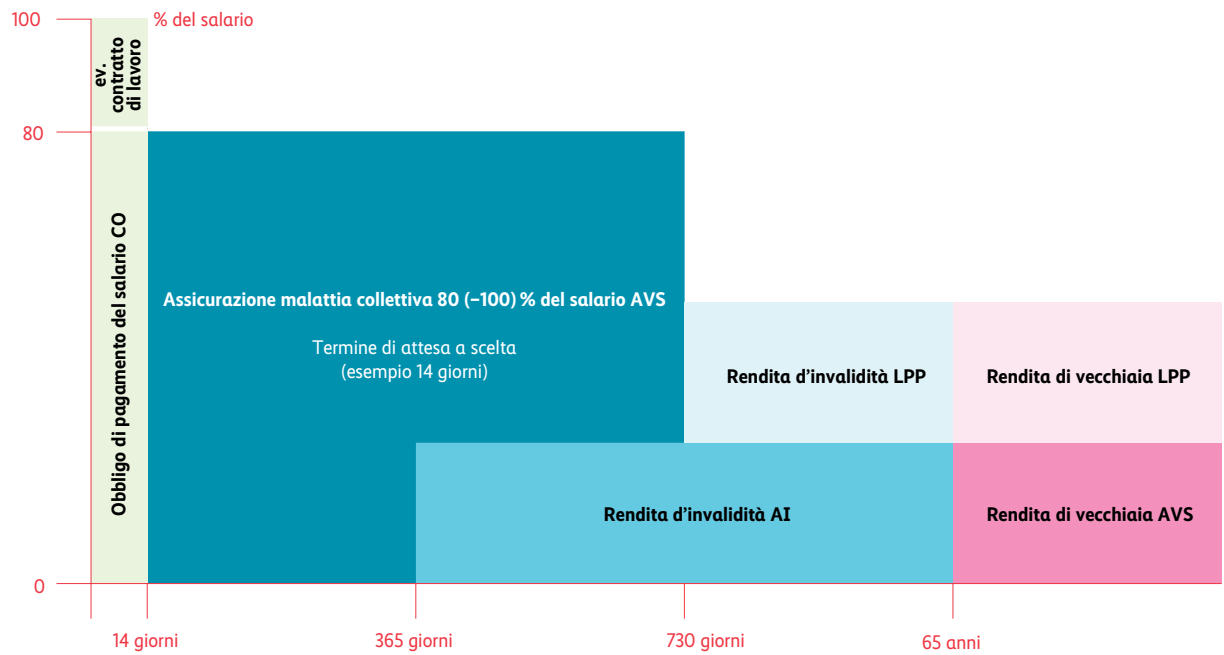 100
% del salario
ev.
contratto
di lavoro
80
Obbligo di pagamento del salario CO
Assicurazione malattia collettiva 80 (–100) % del salario AVS
Termine di attesa a scelta
(esempio 14 giorni)
Rendita d’invalidità LPP
Rendita di vecchiaia LPP
Rendita d’invalidità AI
Rendita di vecchiaia AVS
0
14 giorni
365 giorni
730 giorni
65 anni